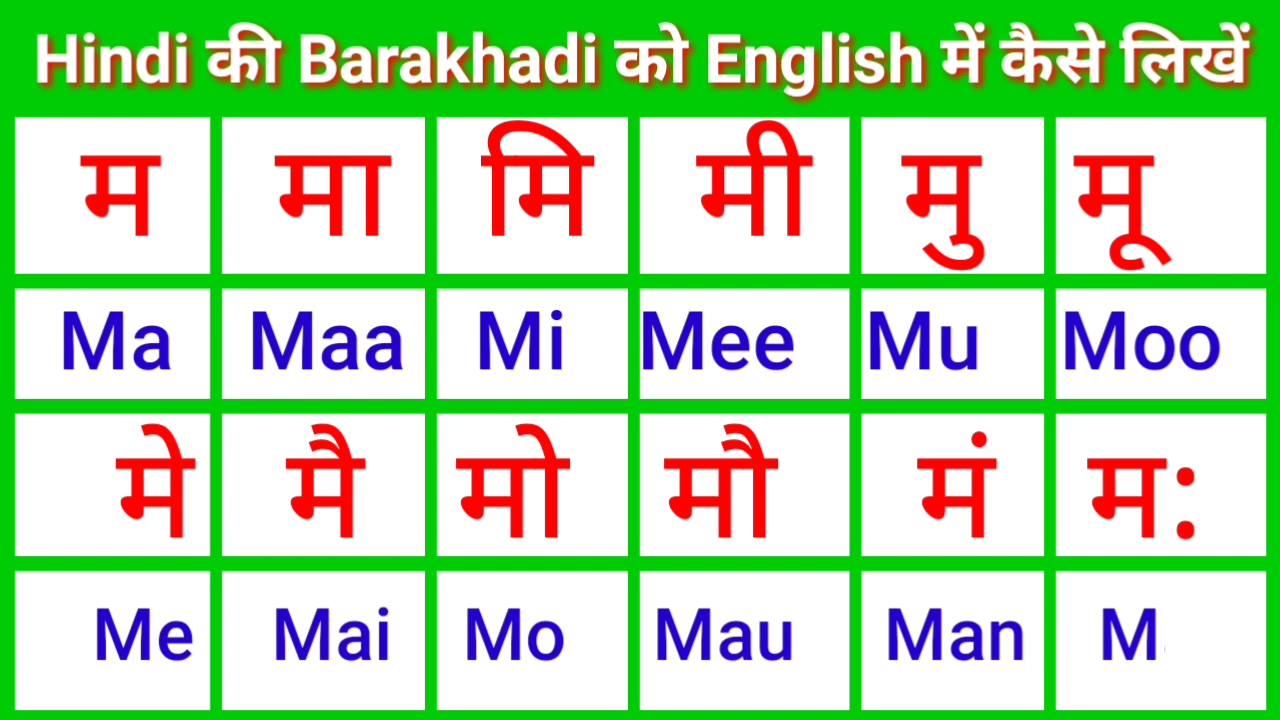 Hindi की Barakhadi को English में कैसे लिखें
म मा मि मी मु मू
Ma Maa Mi Mee Mu Moo
मे मै मो मौ मं म:
Me Mai Mo Mau Man M